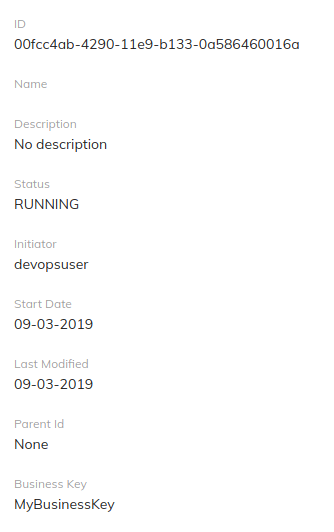 ID
00fcc4ab-4290-11e9-b133-0a586460016a
Name
Description
No description
Status
RUNNING
Initiator
devopsuser
Start Date
09-03-2019
Last Modified
09-03-2019
Parent Id
None
Business Key
MyBusinessKey